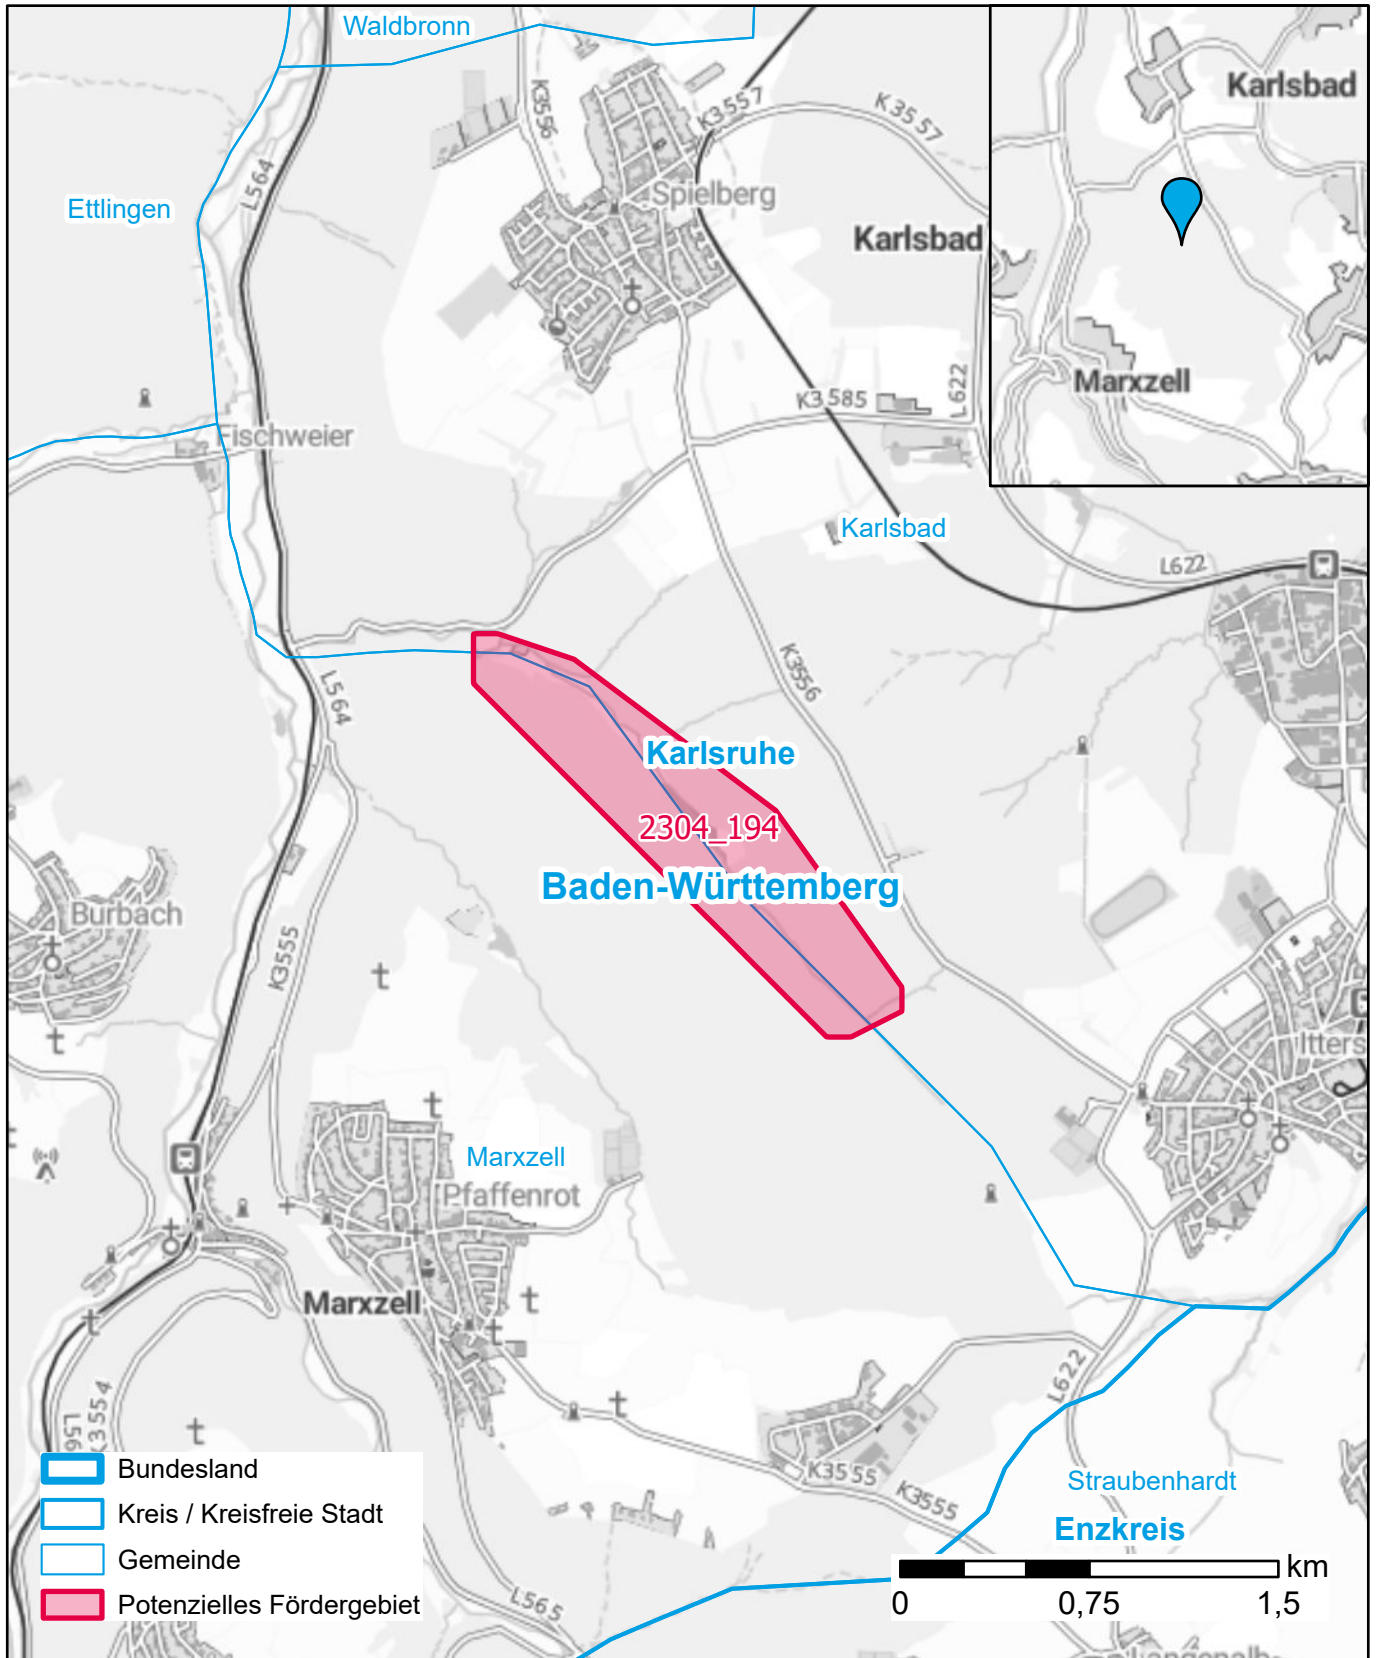 Waldbronn
K3556
K3557
K 3557
Karlsbad
L564
Ettlingen
Spielberg
Karlsbad
Marxzell
K3585
L622
Fischweier
Karlsbad
L622
K3556
L564
Karlsruhe
2304_194
Baden-Württemberg
Burbach
K3555
Itters
Marxzell
Pfaffenrot
Marxzell
L622
L56
K3554
K3555
K3555
Straubenhardt
Enzkreis
L565
Bundesland
Kreis / Kreisfreie Stadt
Gemeinde
Potenzielles Fördergebiet
km
0 0,75 1,5